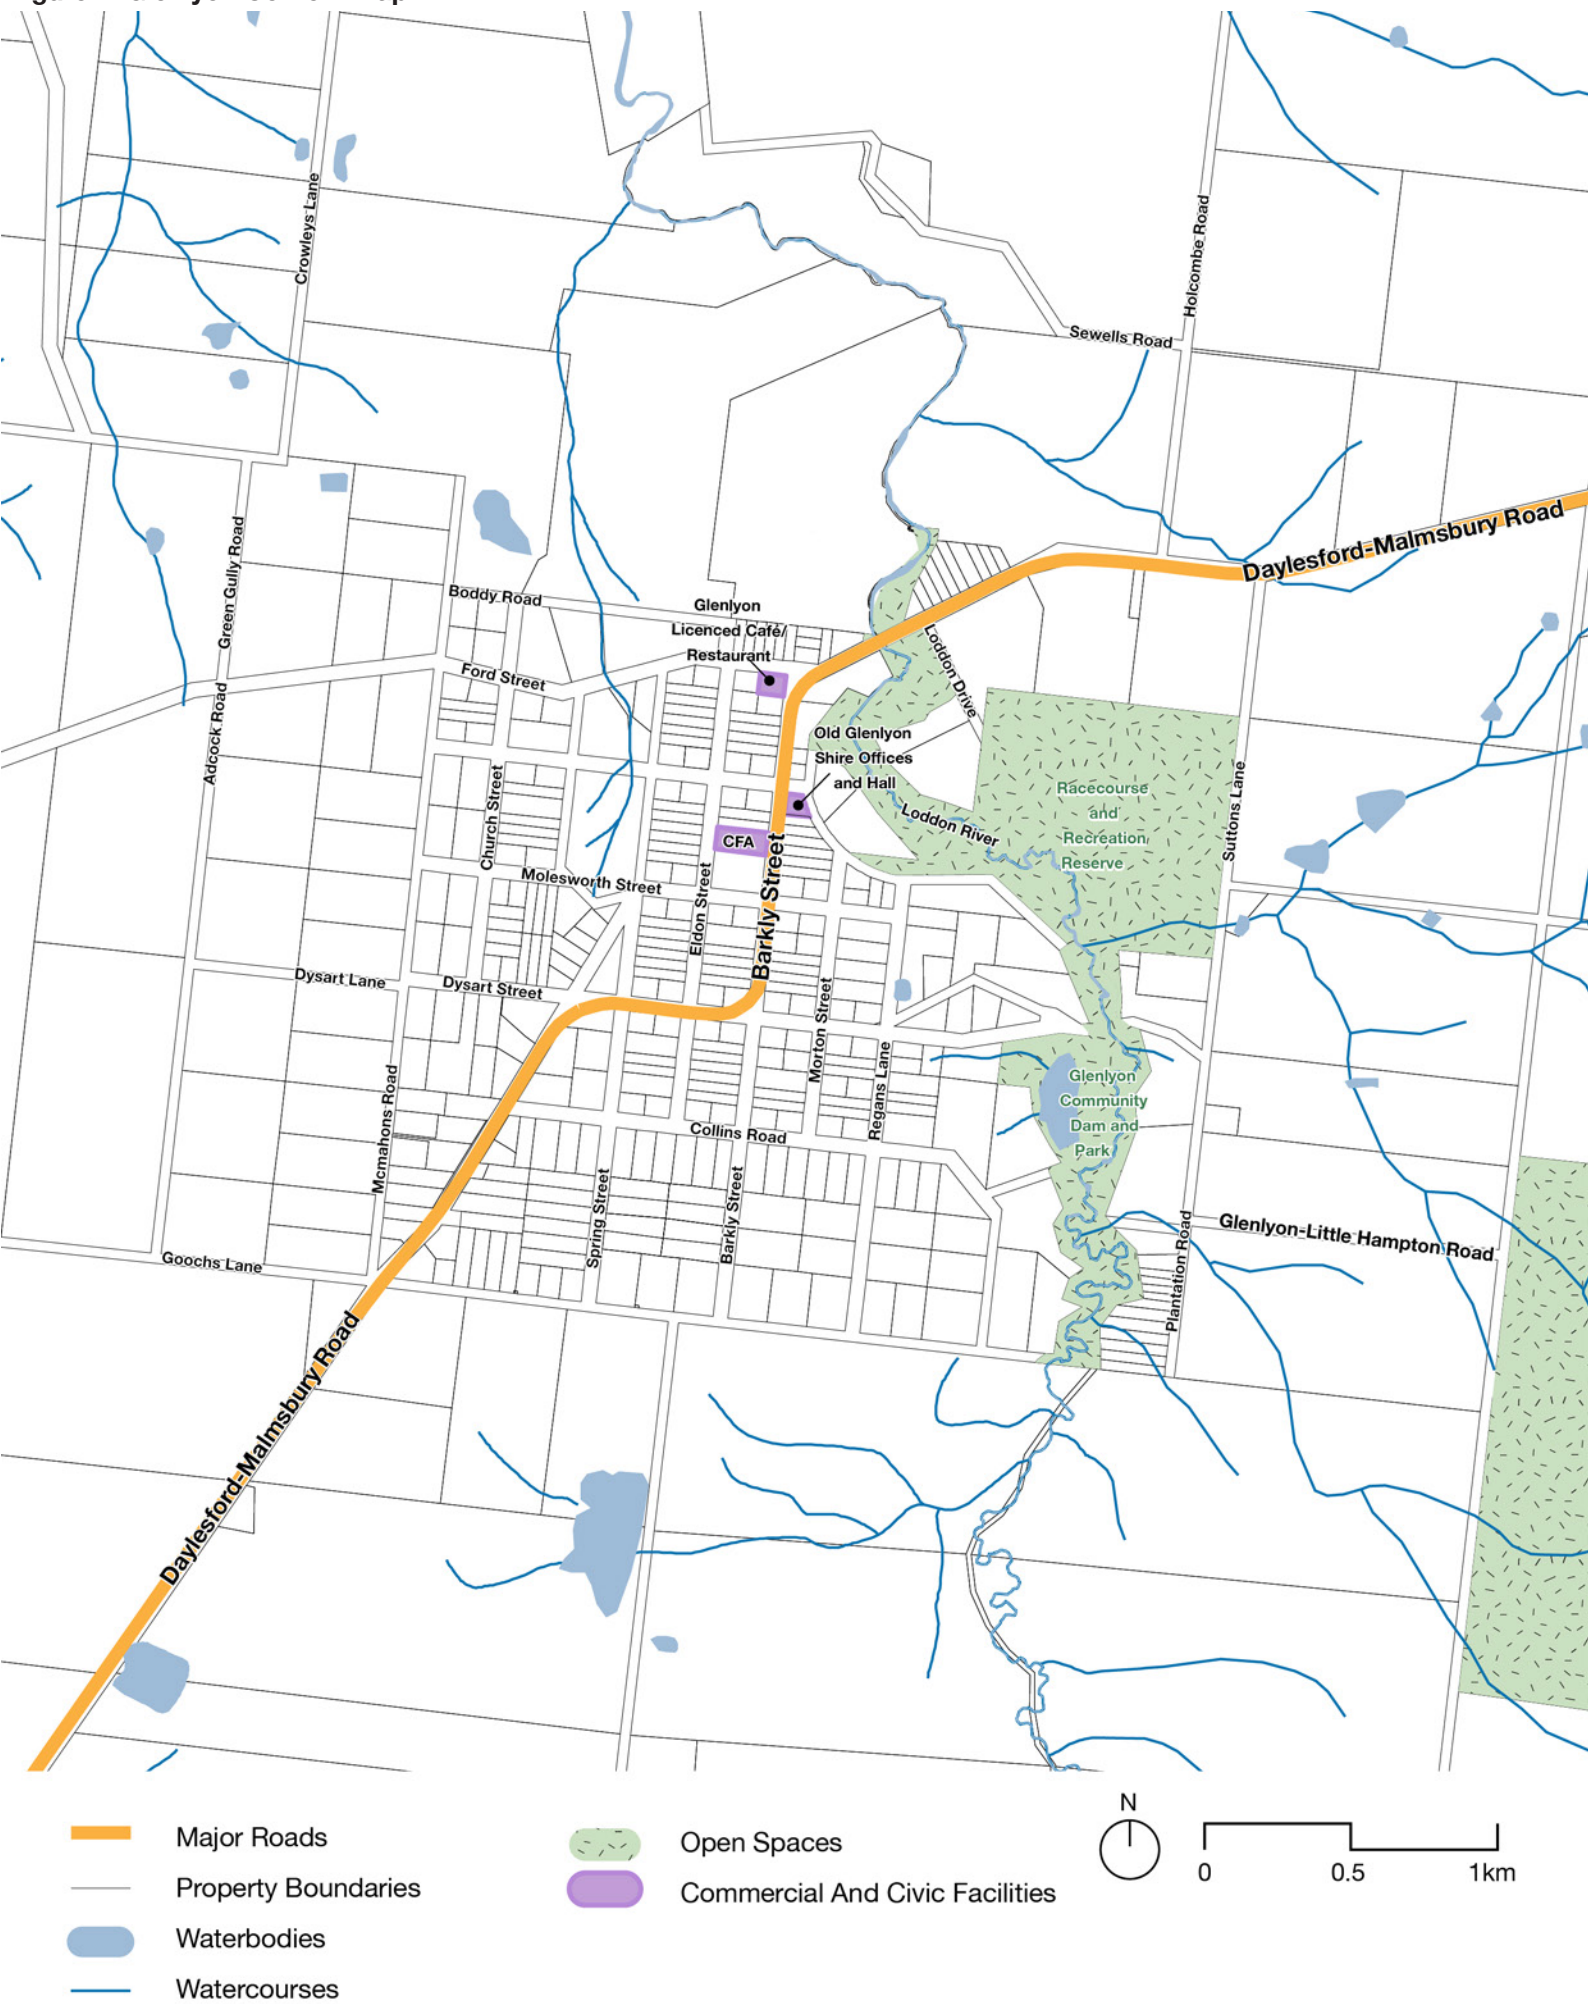 Crowleys Lane
Holcombe Road
Sewells Road
Daylesford-Malmsbury Road
Green Gully Road
Boddy Road
Glenlyon
Licenced Café/
Restaurant
Loddon Drive
Ford Street
Adcock Road
Old Glenlyon
Shire Offices
and Hall
Racecourse
and
Recreation
Reserve
Suttons Lane
Church Street
Loddon River
CFA
Molesworth Street
Eldon Street
Barkly Street
Dysart Lane
Dysart Street
Morton Street
Regans Lane
Glenlyon
Community
Dam and
Park
Mcmahons Road
Collins Road
Spring Street
Barkly Street
Plantation Road
Glenlyon-Little Hampton Road
Goochs Lane
Daylesford-Malmsbury Road
Major Roads
Property Boundaries
Waterbodies
Watercourses
Open Spaces
Commercial And Civic Facilities
N
0
0.5
1km